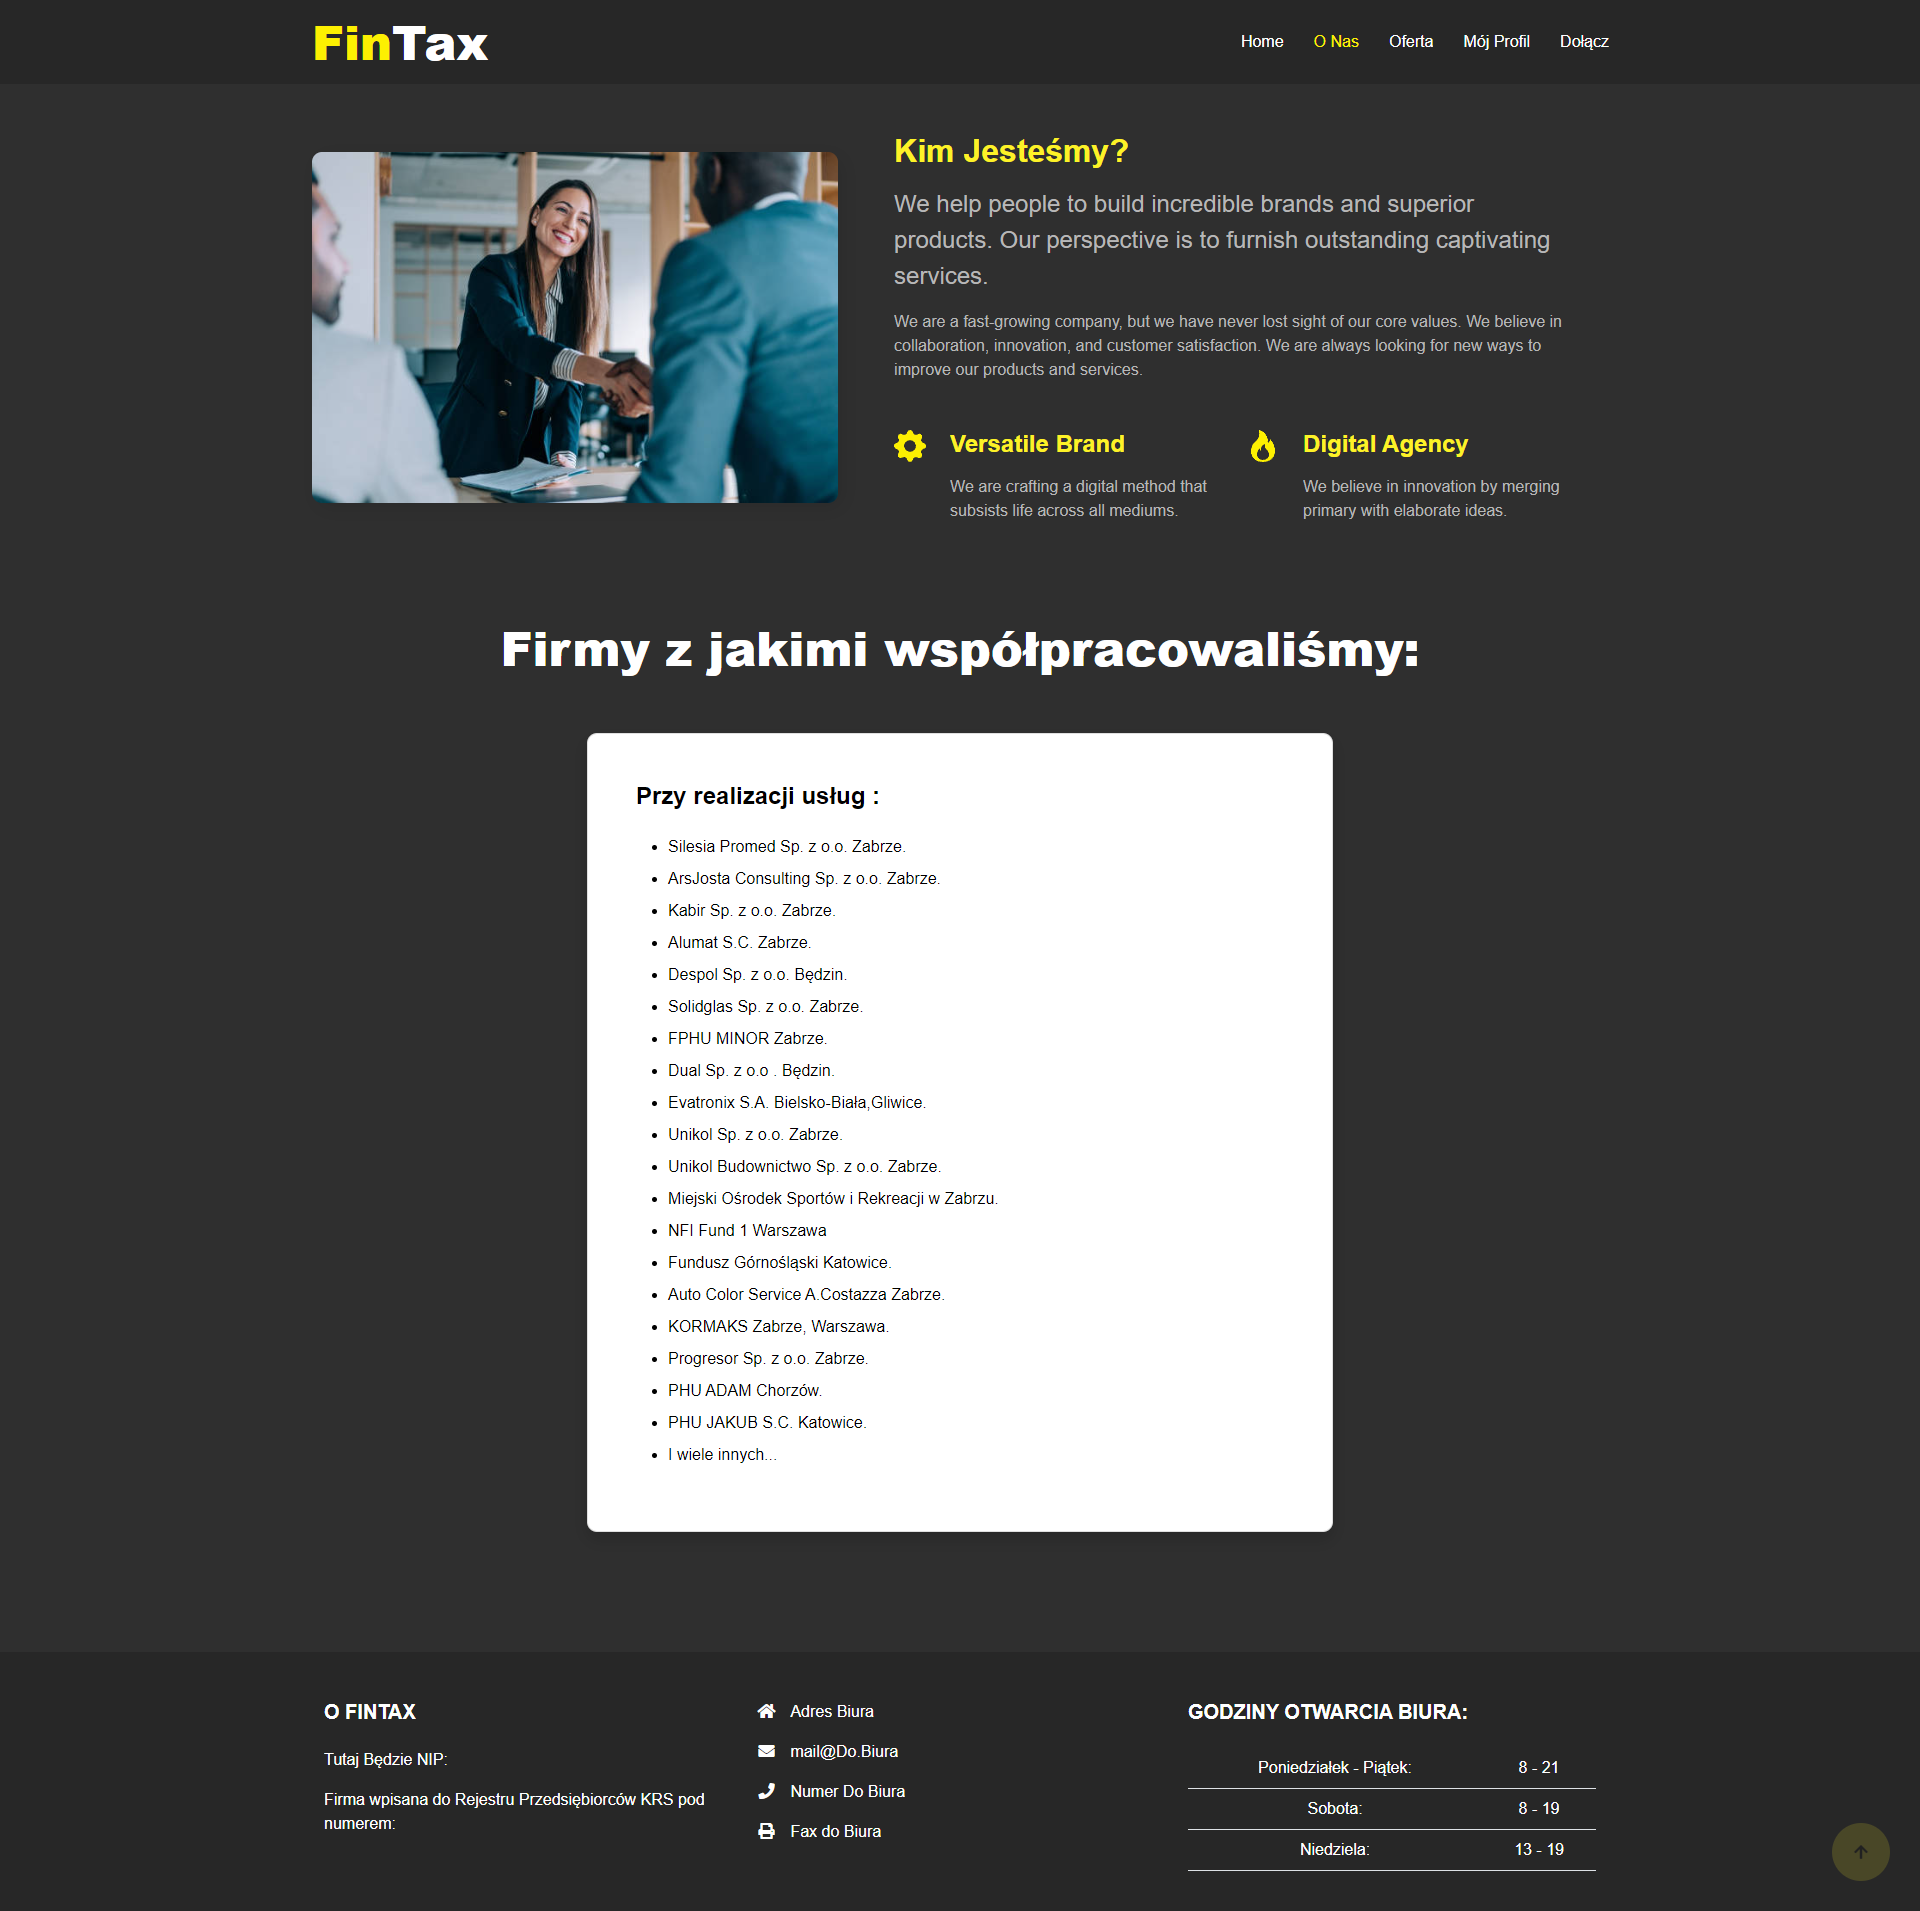 FinTax
Home
O Nas
Oferta
Mój Profil
Dołącz
Kim Jesteśmy?
We help people to build incredible brands and superior
products. Our perspective is to furnish outstanding captivating
services.
We are a fast-growing company, but we have never lost sight of our core values. We believe in
collaboration, innovation, and customer satisfaction. We are always looking for new ways to
improve our products and services.
Versatile Brand
We are crafting a digital method that
subsists life across all mediums.
Digital Agency
We believe in innovation by merging
primary with elaborate ideas.
Firmy z jakimi współpracowaliśmy:
Przy realizacji usług :
Silesia Promed Sp. z o.o. Zabrze.
ArsJosta Consulting Sp. z o.o. Zabrze.
Kabir Sp. z o.o. Zabrze.
Alumat S.C. Zabrze.
Despol Sp. z o.o. Będzin.
Solidglas Sp. z o.o. Zabrze.
FPHU MINOR Zabrze.
Dual Sp. z o.o . Będzin.
Evatronix S.A. Bielsko-Biała,Gliwice.
Unikol Sp. z o.o. Zabrze.
Unikol Budownictwo Sp. z o.o. Zabrze.
Miejski Ośrodek Sportów i Rekreacji w Zabrzu.
NFI Fund 1 Warszawa
Fundusz Górnośląski Katowice.
Auto Color Service A.Costazza Zabrze.
KORMAKS Zabrze, Warszawa.
Progresor Sp. z o.o. Zabrze.
PHU ADAM Chorzów.
PHU JAKUB S.C. Katowice.
I wiele innych...
O FINTAX
Tutaj Będzie NIP:
Firma wpisana do Rejestru Przedsiębiorców KRS pod
numerem:
Adres Biura
mail@Do.Biura
Numer Do Biura
Fax do Biura
GODZINY OTWARCIA BIURA:
Poniedziałek - Piątek: 8 - 21
Sobota: 8 - 19
Niedziela: 13 - 19